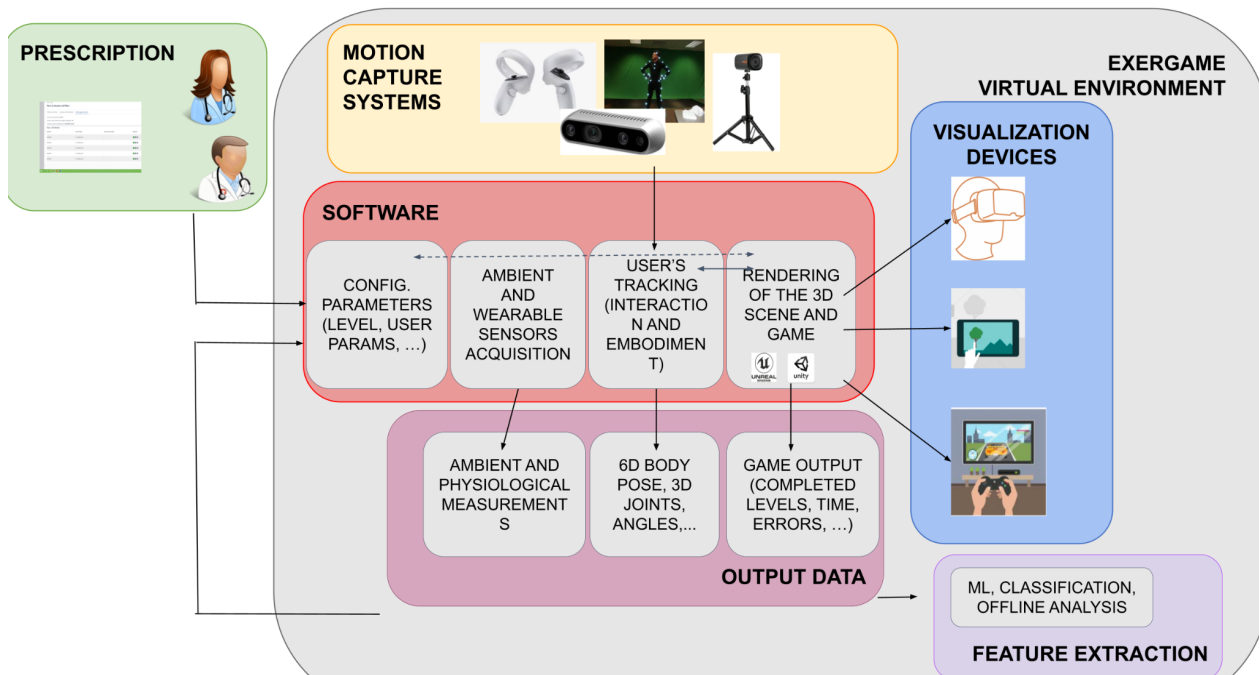 PRESCRIPTION
MOTION
CAPTURE
SYSTEMS
EXERGAME
VIRTUAL ENVIRONMENT
VISUALIZATION
DEVICES
SOFTWARE
CONFIG.
PARAMETERS
(LEVEL, USER
PARAMS, …)
AMBIENT AND
WEARABLE
SENSORS
ACQUISITION
USER'S
TRACKING
(INTERACTIO
N AND
EMBODIMEN
T)
RENDERING
OF THE 3D
SCENE AND
GAME
UNREAL
ENGINE
unity
AMBIENT AND
PHYSIOLOGICAL
MEASUREMENT
S
6D BODY
POSE, 3D
JOINTS,
ANGLES,...
GAME OUTPUT
(COMPLETED
LEVELS, TIME,
ERRORS, …)
OUTPUT DATA
ML, CLASSIFICATION,
OFFLINE ANALYSIS
FEATURE EXTRACTION